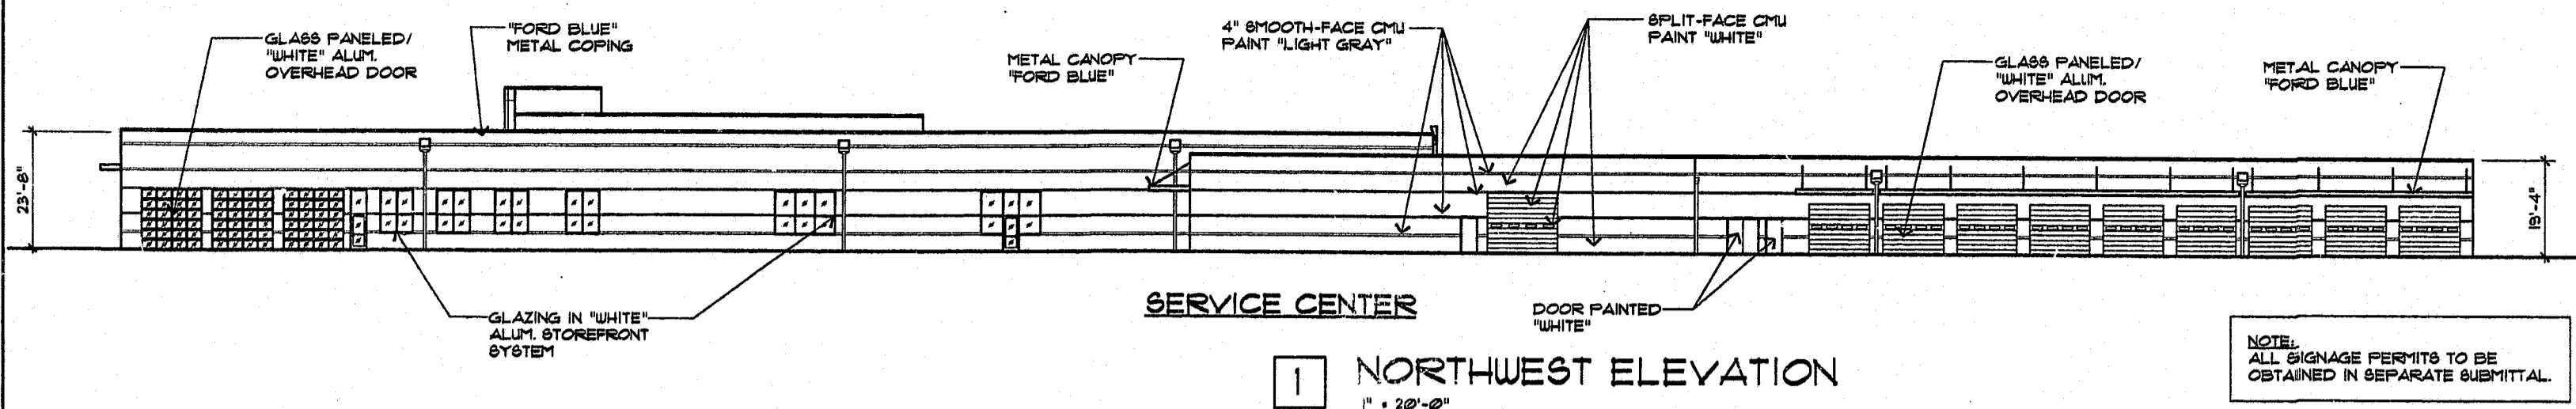 GLASS PANELED/
"WHITE" ALUM.
OVERHEAD DOOR
"FORD BLUE"
METAL COPING
METAL CANOPY
"FORD BLUE"
4" SMOOTH-FACE CMU
PAINT "LIGHT GRAY"
SPLIT-FACE CMU
PAINT "WHITE"
GLASS PANELED/
"WHITE" ALUM.
OVERHEAD DOOR
METAL CANOPY
"FORD BLUE"
23'-8"
19'-4"
GLAZING IN "WHITE"
ALUM. STOREFRONT
SYSTEM
SERVICE CENTER
DOOR PAINTED
"WHITE"
1 NORTHWEST ELEVATION
1" = 20'-0"
NOTE:
ALL SIGNAGE PERMITS TO BE
OBTAINED IN SEPARATE SUBMITTAL.